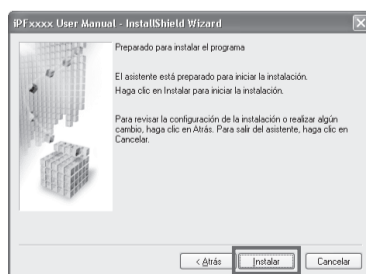 iPFxxxx User Manual - InstallShield Wizard
Preparado para instalar el programa
El asistente está preparado para iniciar la instalación.
Haga clic en Instalar para iniciar la instalación.
Para revisar la configuración de la instalación o realizar algún
cambio, haga clic en Atrás. Para salir del asistente, haga clic en
Cancelar.
< Atrás Instalar Cancelar